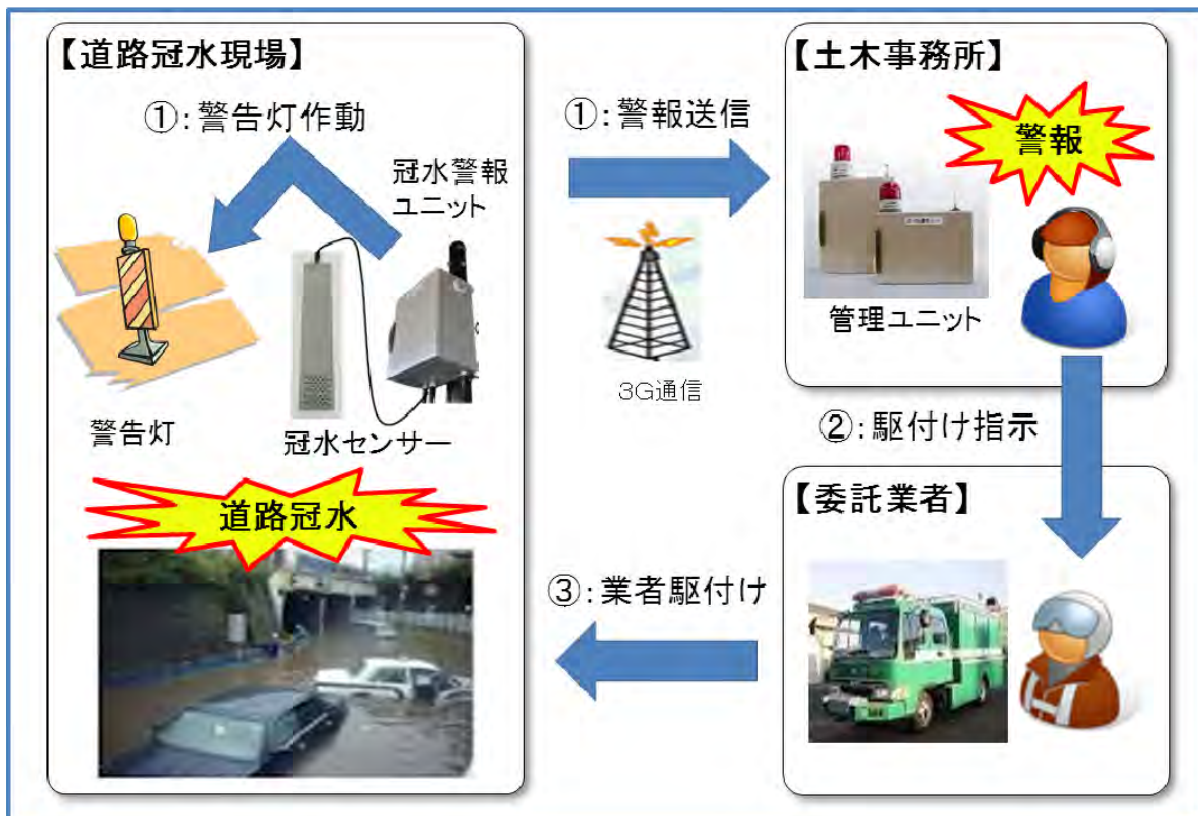 【道路冠水現場】
①:警告灯作動
冠水警報
ユニット
警告灯
冠水センサー
道路冠水
①:警報送信
3G通信
【土木事務所】
警報
管理ユニット
②:駆付け指示
【委託業者】
③:業者駆付け